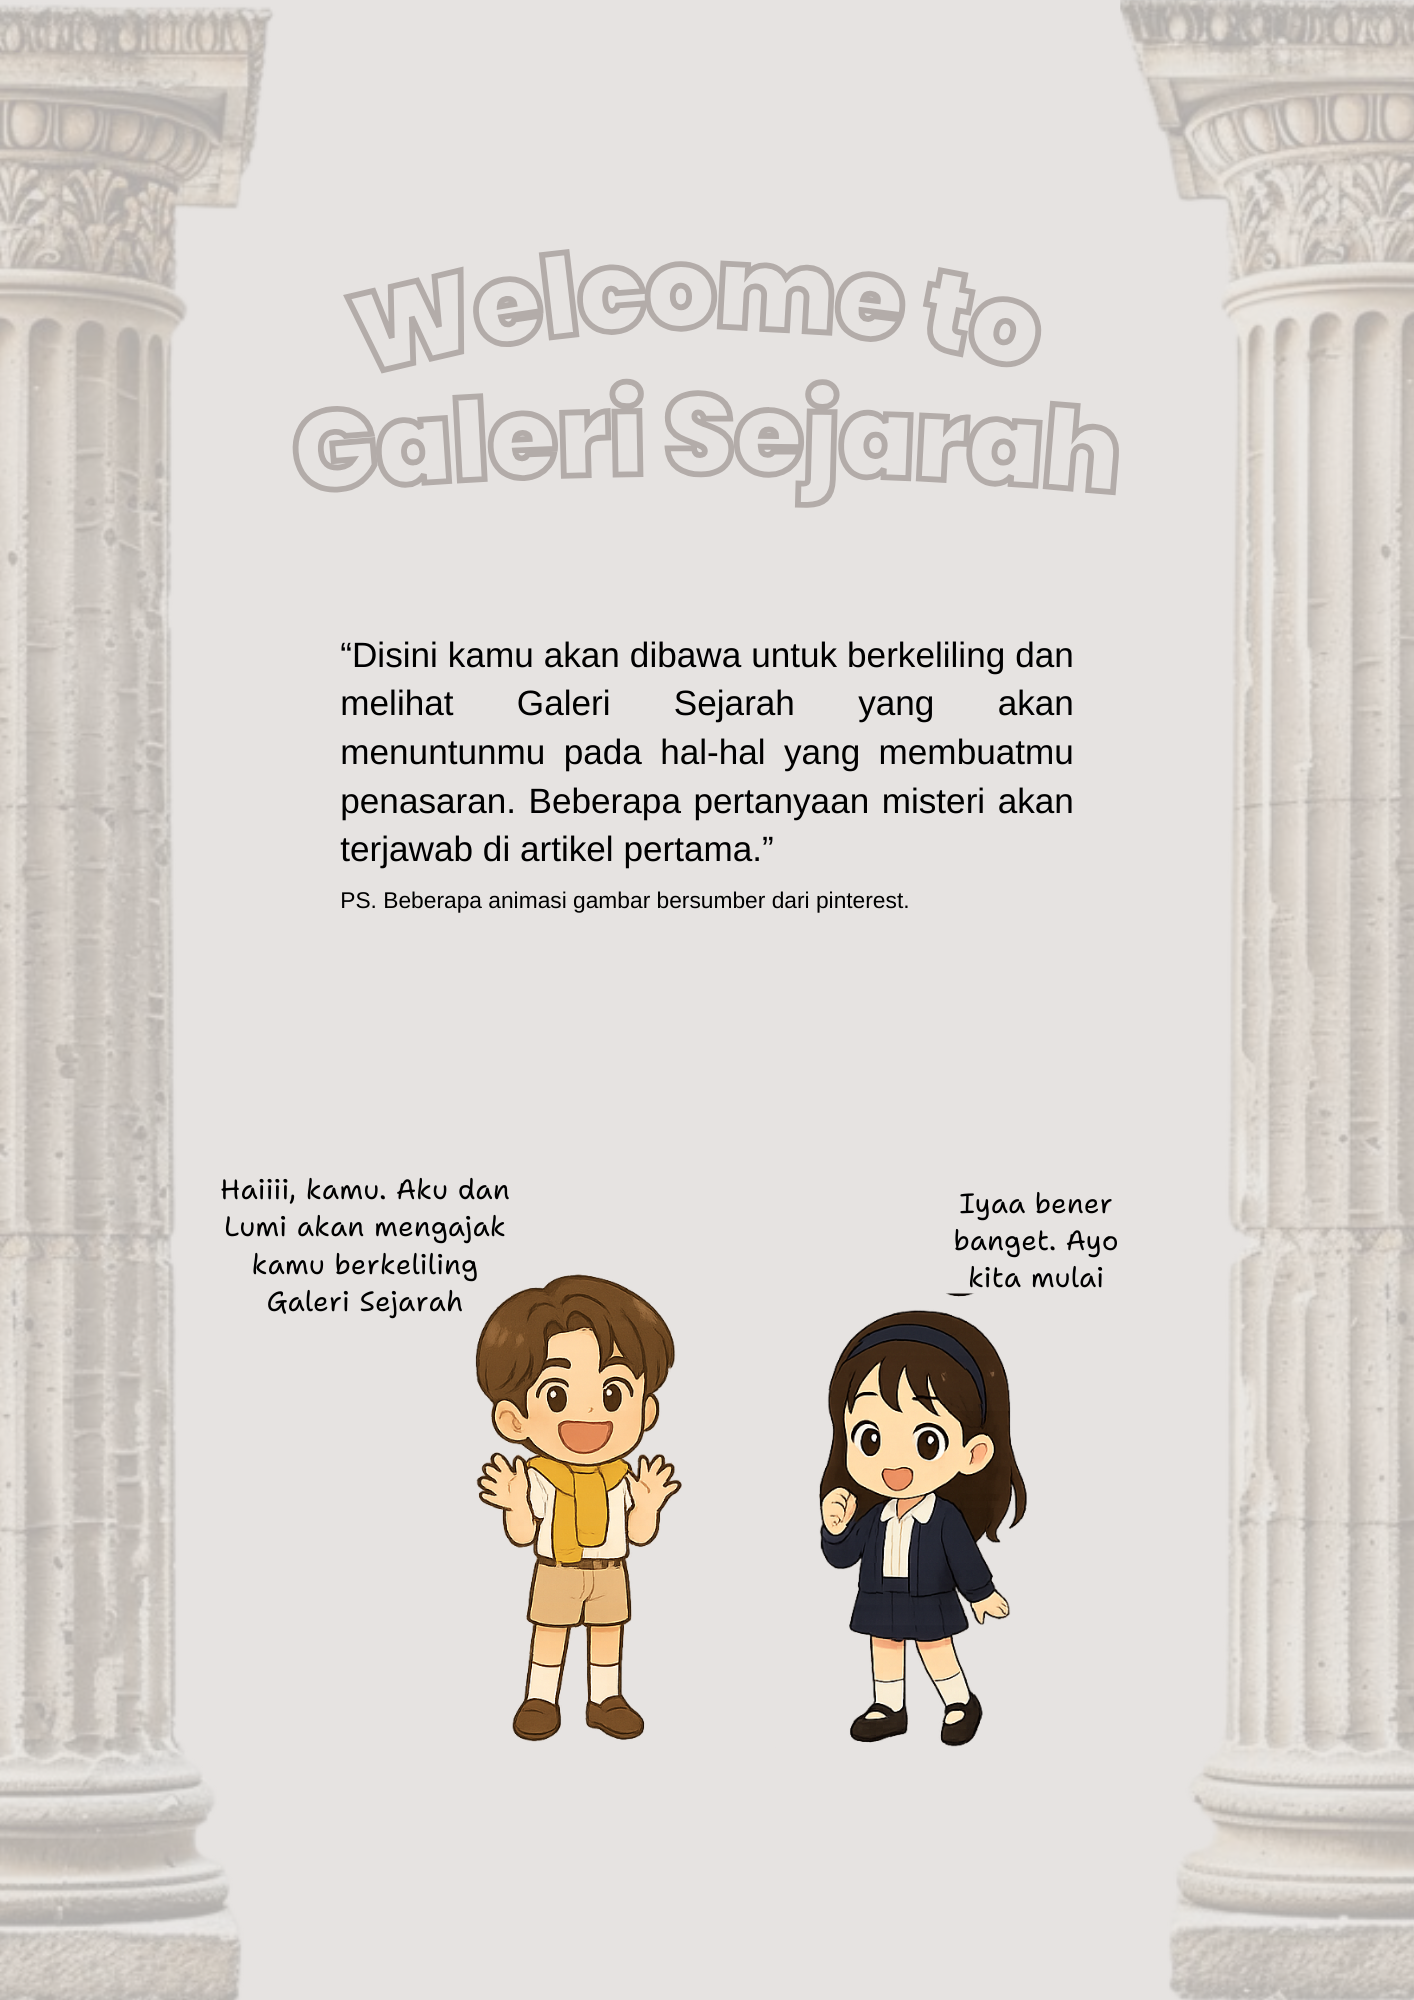 Welcome to
Galeri Sejarah
“Disini kamu akan dibawa untuk berkeliling dan
melihat Galeri Sejarah yang akan
menuntunmu pada hal-hal yang membuatmu
penasaran. Beberapa pertanyaan misteri akan
terjawab di artikel pertama.”
PS. Beberapa animasi gambar bersumber dari pinterest.
Haiiii, kamu. Aku dan
Lumi akan mengajak
kamu berkeliling
Galeri Sejarah
Iyaa bener
banget. Ayo
kita mulai